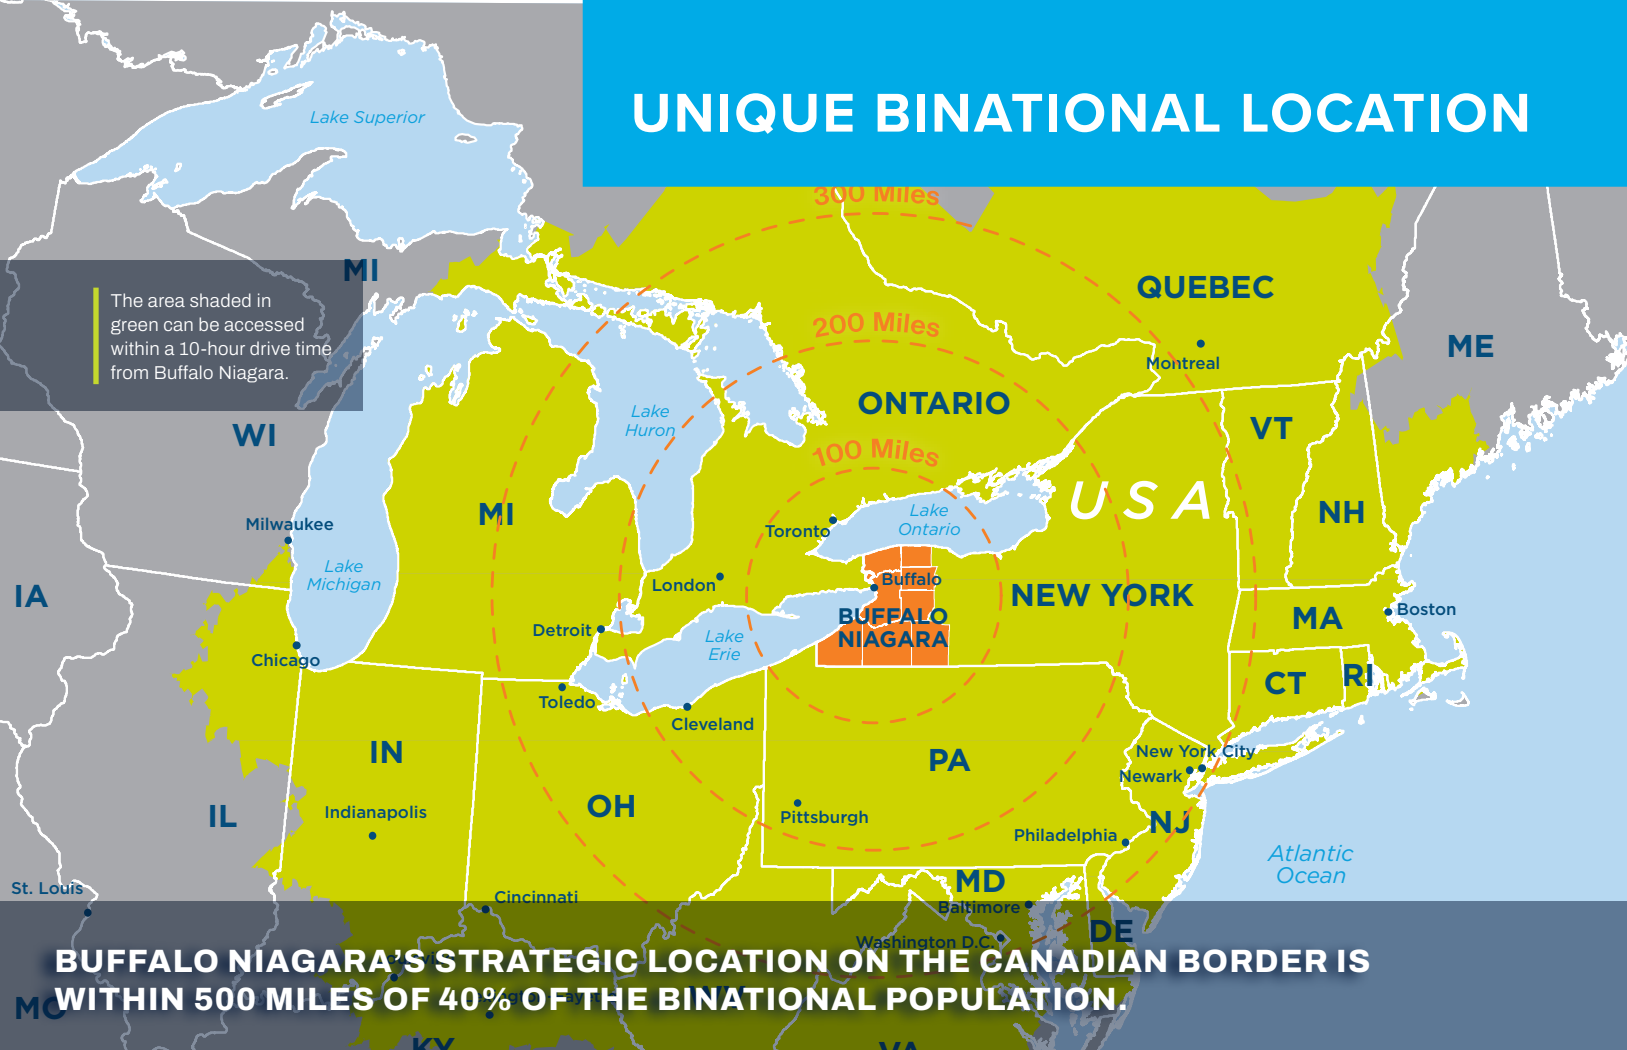 UNIQUE BINATIONAL LOCATION
Lake Superior
300 Miles
MI
The area shaded in
green can be accessed
within a 10-hour drive time
from Buffalo Niagara.
QUEBEC
200 Miles
Montreal
ME
ONTARIO
Lake
Huron
WI
VT
100 Miles
USA
MI
NH
Milwaukee
Toronto
Lake
Ontario
Lake
Michigan
London
Buffalo
IA
NEW YORK
BUFFALO
NIAGARA
MA
Boston
Detroit
Lake
Erie
Chicago
CT
RI
Toledo
Cleveland
IN
PA
New York City
Newark
IL
Indianapolis
OH
Pittsburgh
Philadelphia
NJ
Atlantic
Ocean
St. Louis
MD
Cincinnati
Baltimore
DE
Washington D.C.
BUFFALO NIAGARA'S STRATEGIC LOCATION ON THE CANADIAN BORDER IS
WITHIN 500 MILES OF 40% OF THE BINATIONAL POPULATION.
MO
WV
KY
VA